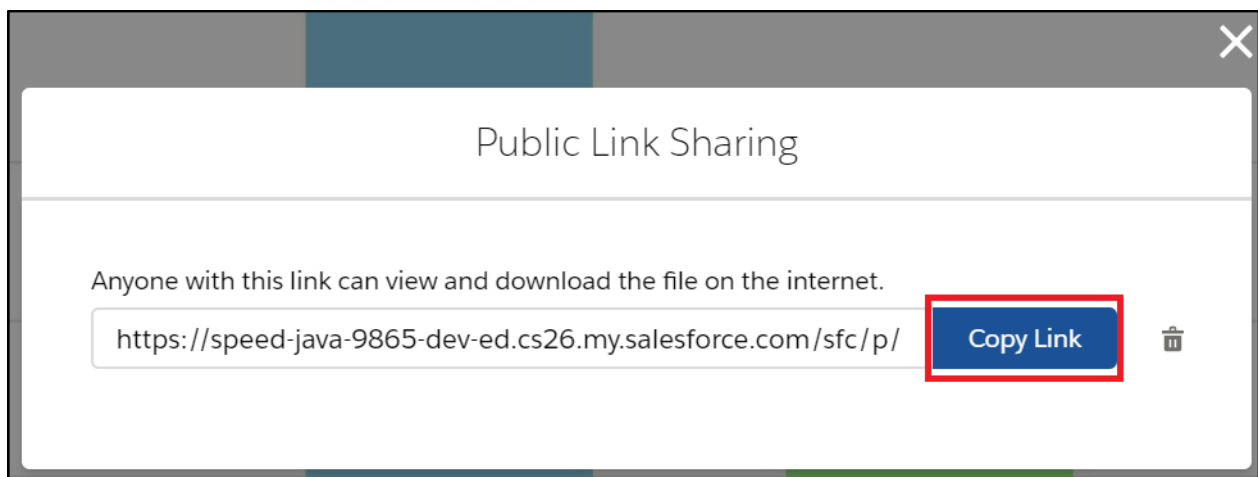 Public Link Sharing
Anyone with this link can view and download the file on the internet.
https://speed-java-9865-dev-ed.cs26.my.salesforce.com/sfc/p/
Copy Link